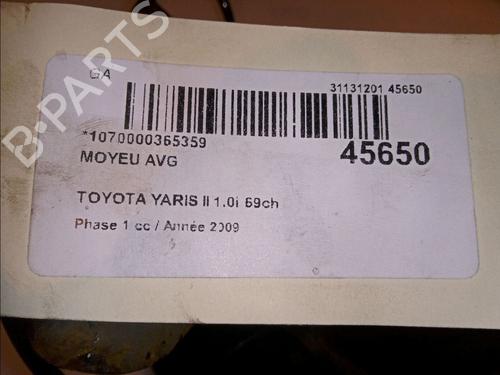 B-PARTS
GA
31131201 45650
*1070000365359
45650
MOYEU AVG
TOYOTA YARIS II 1.0i 69ch
Phase 1 cc / Année 2009